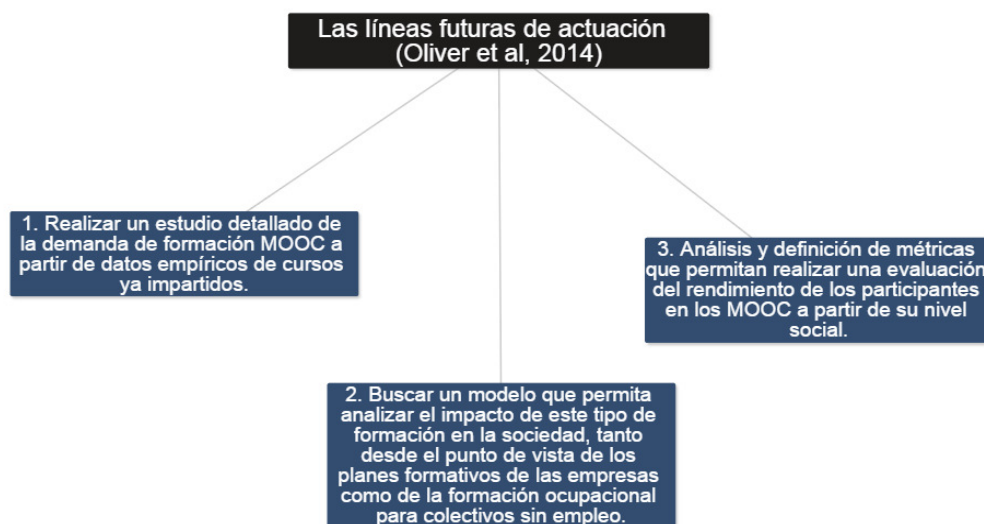 Las líneas futuras de actuación
(Oliver et al, 2014)
1. Realizar un estudio detallado de
la demanda de formación MOOC a
partir de datos empíricos de cursos
ya impartidos.
3. Análisis y definición de métricas
que permitan realizar una evaluación
del rendimiento de los participantes
en los MOOC a partir de su nivel
social.
2. Buscar un modelo que permita
analizar el impacto de este tipo de
formación en la sociedad, tanto
desde el punto de vista de los
planes formativos de las empresas
como de la formación ocupacional
para colectivos sin empleo.